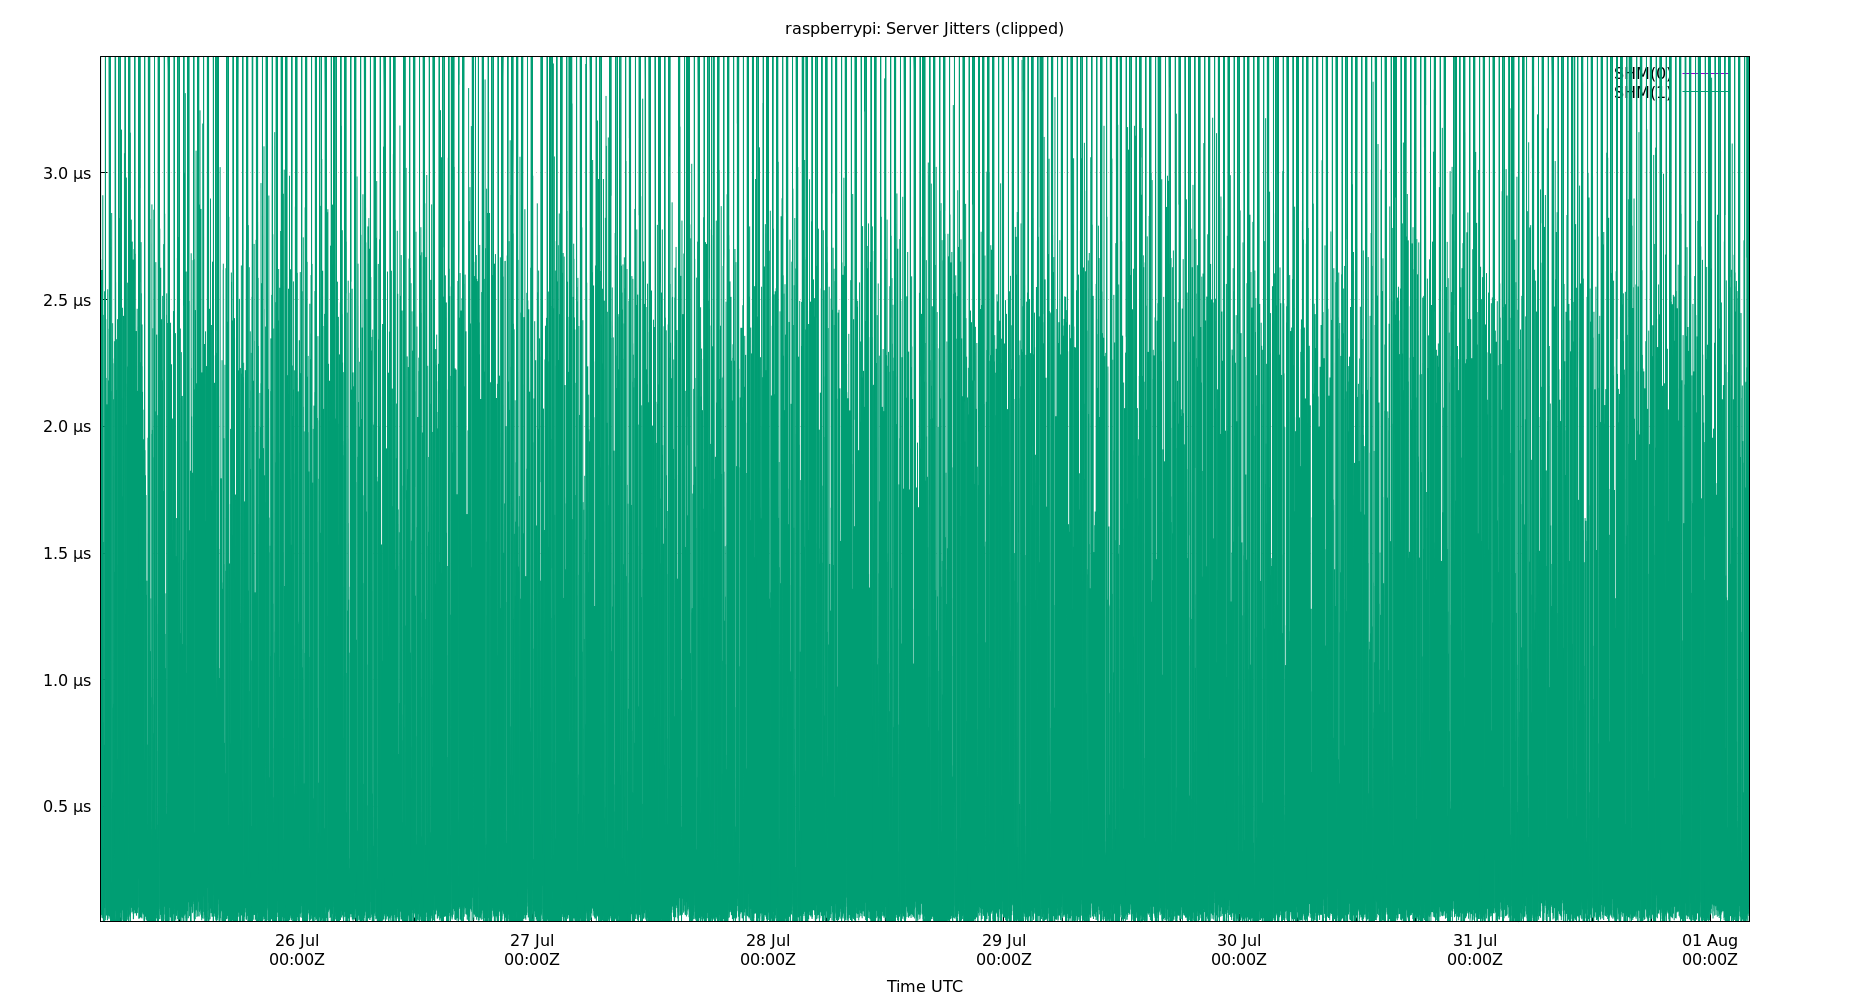 raspberrypi: Server Jitters (clipped)
SHM(0)
SHM(1)
3.0 µs
2.5 µs
2.0 µs
1.5 µs
1.0 µs
0.5 µs
26 Jul
00:00Z
27 Jul
00:00Z
28 Jul
00:00Z
29 Jul
00:00Z
30 Jul
00:00Z
31 Jul
00:00Z
01 Aug
00:00Z
Time UTC